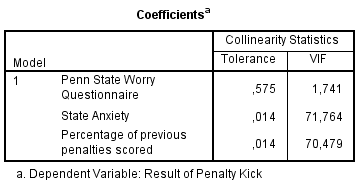 Coefficientsa
Collinearity Statistics
Model Tolerance VIF
1 Penn State Worry
Questionnaire ,575 1,741
State Anxiety ,014 71,764
Percentage of previous
penalties scored ,014 70,479
a. Dependent Variable: Result of Penalty Kick